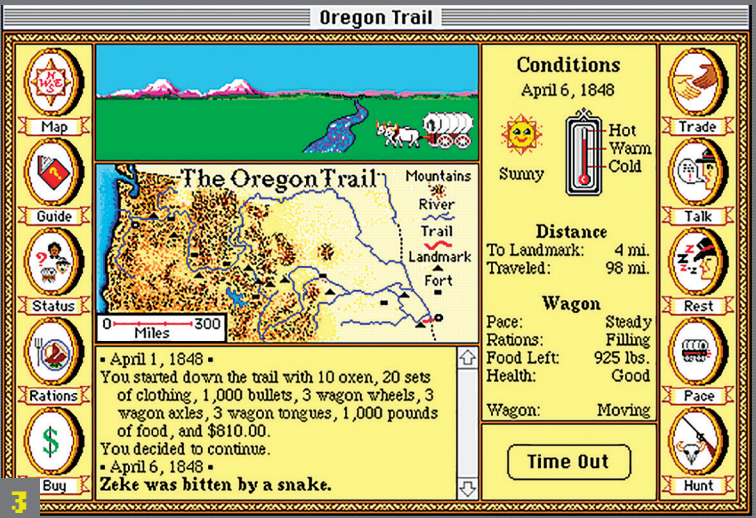 Oregon Trail
Map
Guide
Status
Rations
Buy
The Oregon Trail
Mountains
River
Trail
Landmark
Fort
0 300
Miles
• April 1, 1848 •
You started down the trail with 10 oxen, 20 sets
of clothing, 1,000 bullets, 3 wagon wheels, 3
wagon axles, 3 wagon tongues, 1,000 pounds
of food, and $810.00.
You decided to continue.
• April 6, 1848 •
Zeke was bitten by a snake.
Conditions
April 6, 1848
Sunny
Hot
Warm
Cold
Distance
To Landmark: 4 mi.
Traveled: 98 mi.
Wagon
Pace: Steady
Rations: Filling
Food Left: 925 lbs.
Health: Good
Wagon: Moving
Time Out
Trade
Talk
Rest
Pace
Hunt
N
W E
S
?
?
$
Z Z Z
3